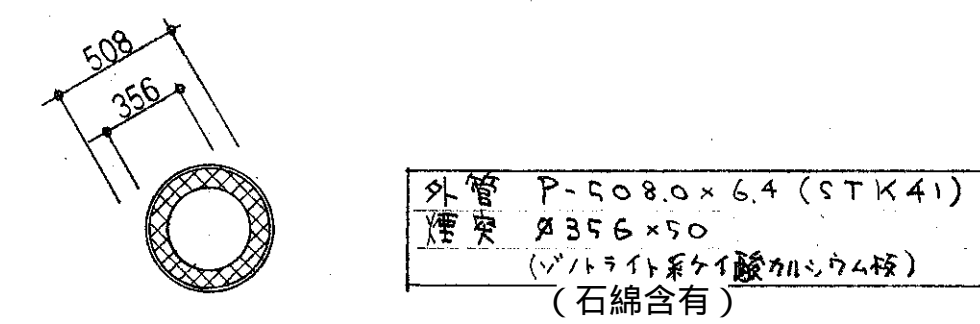 508
356
外管 P-508.0×6.4 (STK41)
煙突 φ356×50
(ゾノトライト系ケイ酸カルシウム板)
(石綿含有)